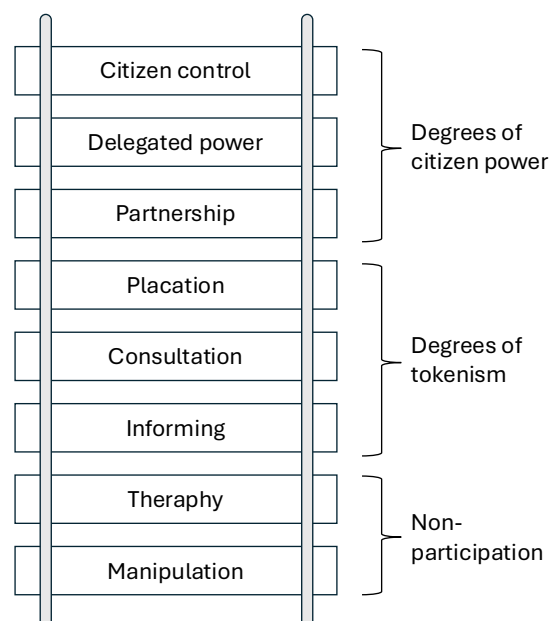 Citizen control
Delegated power
Partnership
Degrees of
citizen power
Placation
Consultation
Informing
Degrees of
tokenism
Theraphy
Manipulation
Non-
participation